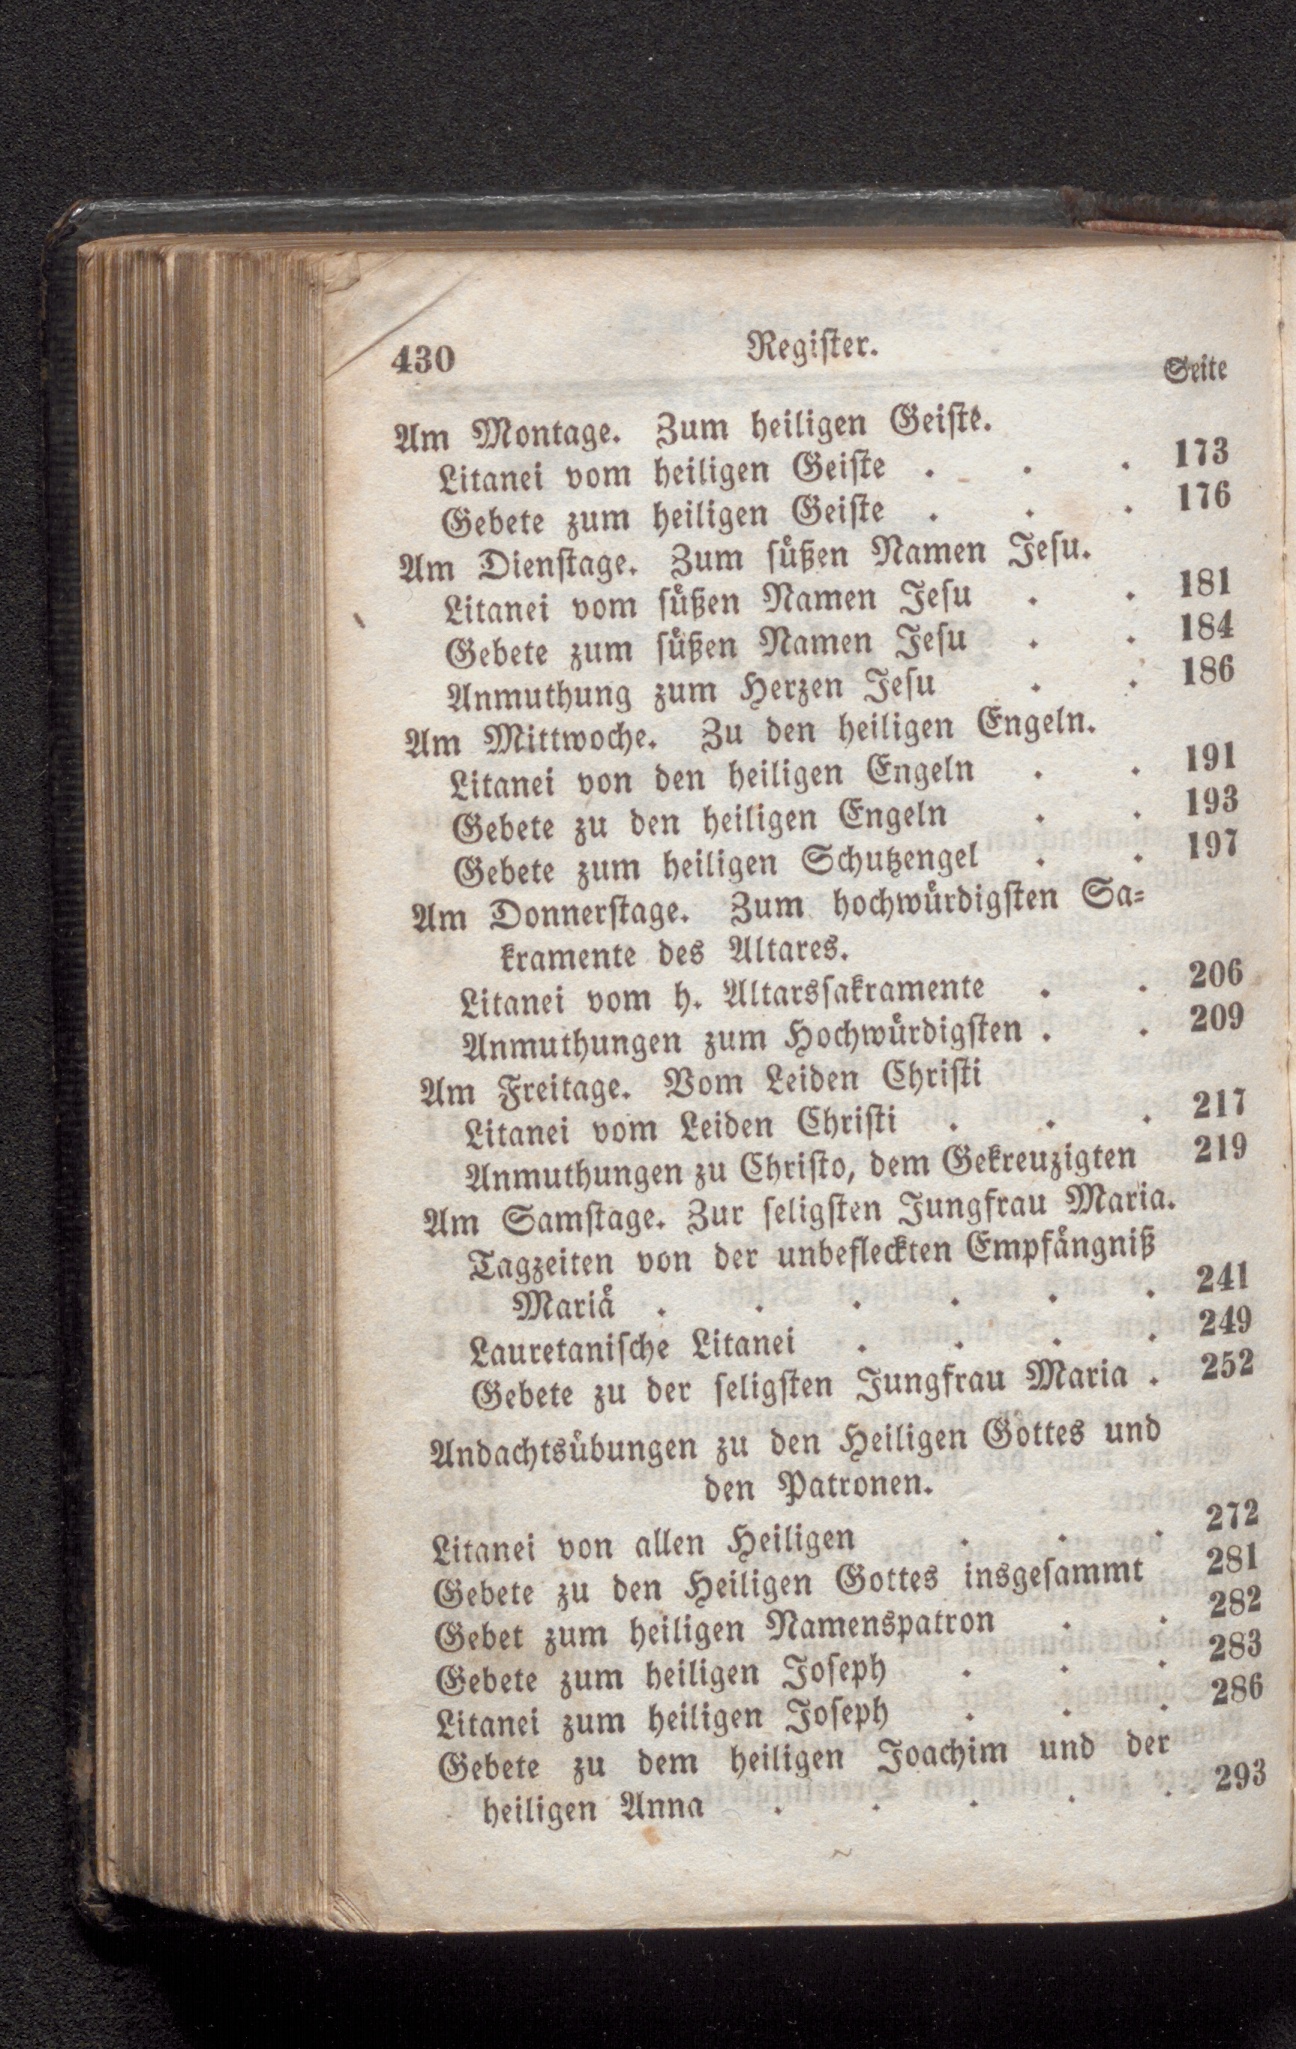 430 Register.
Seite
Am Montage. Zum heiligen Geiste.
Litanei vom heiligen Geiste . . . 173
Gebete zum heiligen Geiste . . . 176
Am Dienstage. Zum süßen Namen Jesu.
Litanei vom süßen Namen Jesu . . 181
Gebete zum süßen Namen Jesu . . 184
Anmuthung zum Herzen Jesu . . 186
Am Mittwoche. Zu den heiligen Engeln.
Litanei von den heiligen Engeln . . 191
Gebete zu den heiligen Engeln . . 193
Gebete zum heiligen Schutzengel . . 197
Am Donnerstage. Zum hochwürdigsten Sa-
kramente des Altares.
Litanei vom h. Altarssakramente . . 206
Anmuthungen zum Hochwürdigsten . . 209
Am Freitage. Vom Leiden Christi
Litanei vom Leiden Christi . . . 217
Anmuthungen zu Christo, dem Gekreuzigten 219
Am Samstage. Zur seligsten Jungfrau Maria.
Tagzeiten von der unbefleckten Empfängniß
Mariä . . . . . . 241
Lauretanische Litanei . . . . 249
Gebete zu der seligsten Jungfrau Maria . 252
Andachtsübungen zu den Heiligen Gottes und
den Patronen.
Litanei von allen Heiligen . . . 272
Gebete zu den Heiligen Gottes insgesammt 281
Gebet zum heiligen Namenspatron . . 282
Gebete zum heiligen Joseph . . . 283
Litanei zum heiligen Joseph . . . 286
Gebete zu dem heiligen Joachim und der
heiligen Anna . . . . . 293